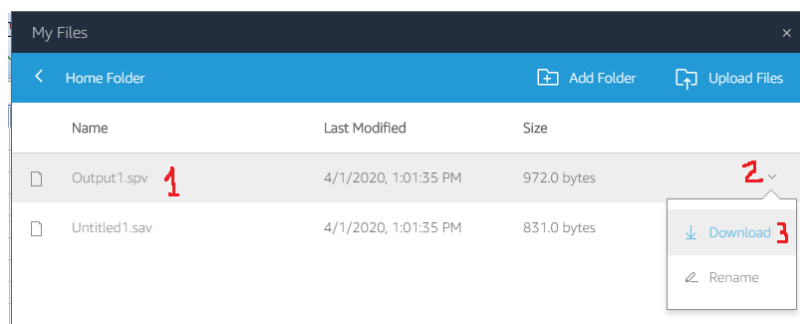 My Files
Home Folder Add Folder Upload Files
Name Last Modified Size
Output1.spv 1 4/1/2020, 1:01:35 PM 972.0 bytes 2
Untitled1.sav 4/1/2020, 1:01:35 PM 831.0 bytes
Download 3
Rename